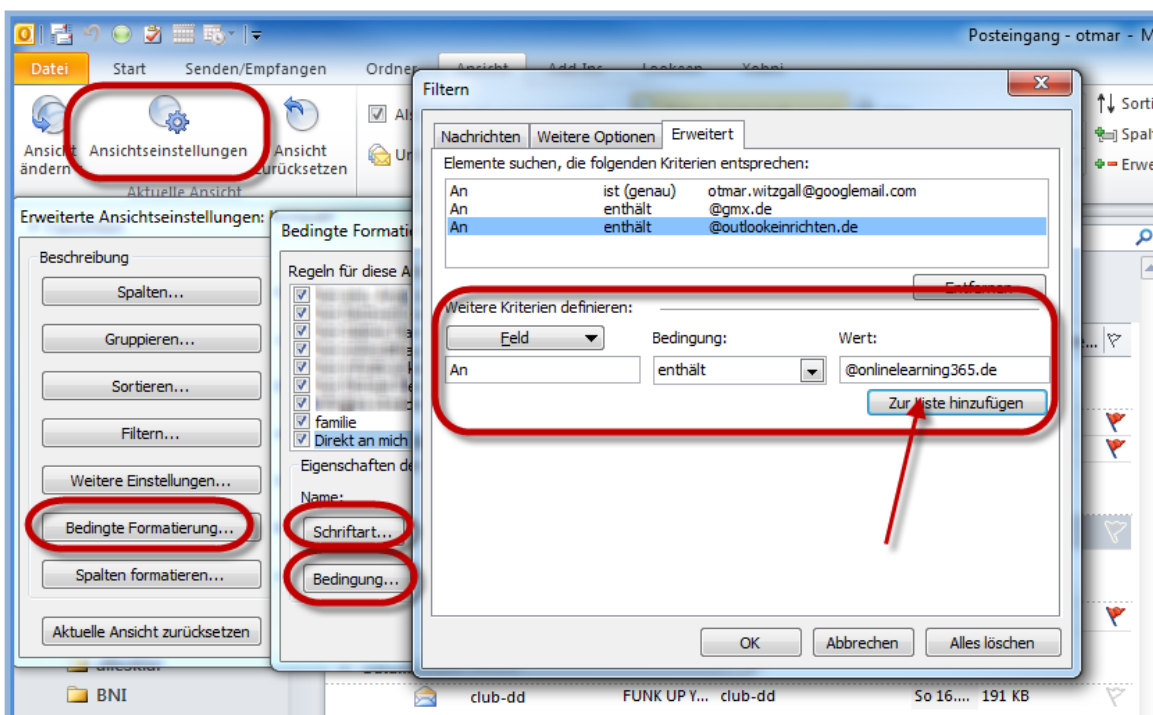 Posteingang - otmar - M
Datei Start Senden/Empfangen Ordner Ansicht Add-Ins Lookeen Xobni
Ansicht ändern
Ansichtseinstellungen
Ansicht zurücksetzen
Aktuelle Ansicht
Sorti
Spalt
Erwe
Erweiterte Ansichtseinstellungen:
Beschreibung
Spalten...
Gruppieren...
Sortieren...
Filtern...
Weitere Einstellungen...
Bedingte Formatierung...
Spalten formatieren...
Aktuelle Ansicht zurücksetzen
Bedingte Formati
Regeln für diese A
familie
Direkt an mich
Eigenschaften de
Name:
Schriftart...
Bedingung...
Filtern
Nachrichten Weitere Optionen Erweitert
Elemente suchen, die folgenden Kriterien entsprechen:
An ist (genau) otmar.witzgall@googlemail.com
An enthält @gmx.de
An enthält @outlookeinrichten.de
Entfernen
Weitere Kriterien definieren:
Feld Bedingung: Wert:
An enthält @onlinelearning365.de
Zur Liste hinzufügen
OK Abbrechen Alles löschen
BNI
club-dd FUNK UP Y... club-dd So 16.... 191 KB